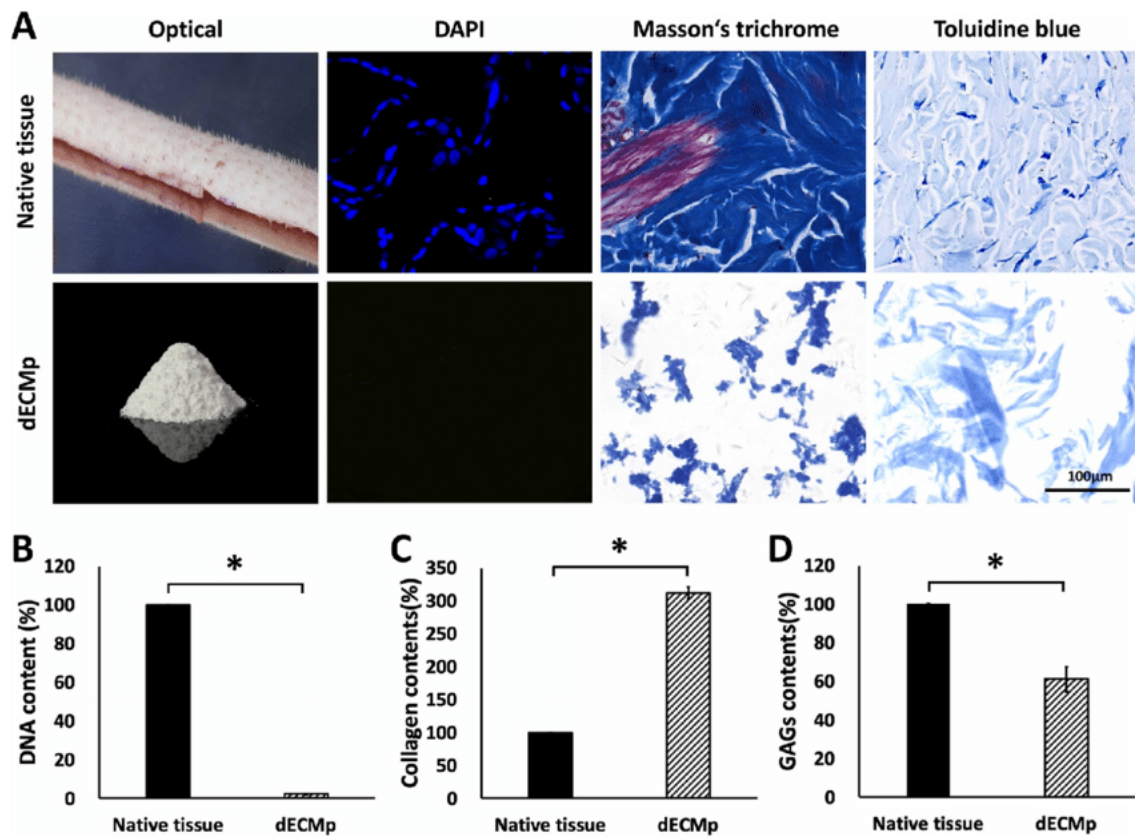 A
Optical
DAPI
Masson‘s trichrome
Toluidine blue
Native tissue
dECMp
100μm
B
*
DNA content (%)
120
100
80
60
40
20
0
Native tissue
dECMp
C
*
Collagen contents(%)
350
300
250
200
150
100
50
0
Native tissue
dECMp
D
*
GAGs contents(%)
120
100
80
60
40
20
0
Native tissue
dECMp